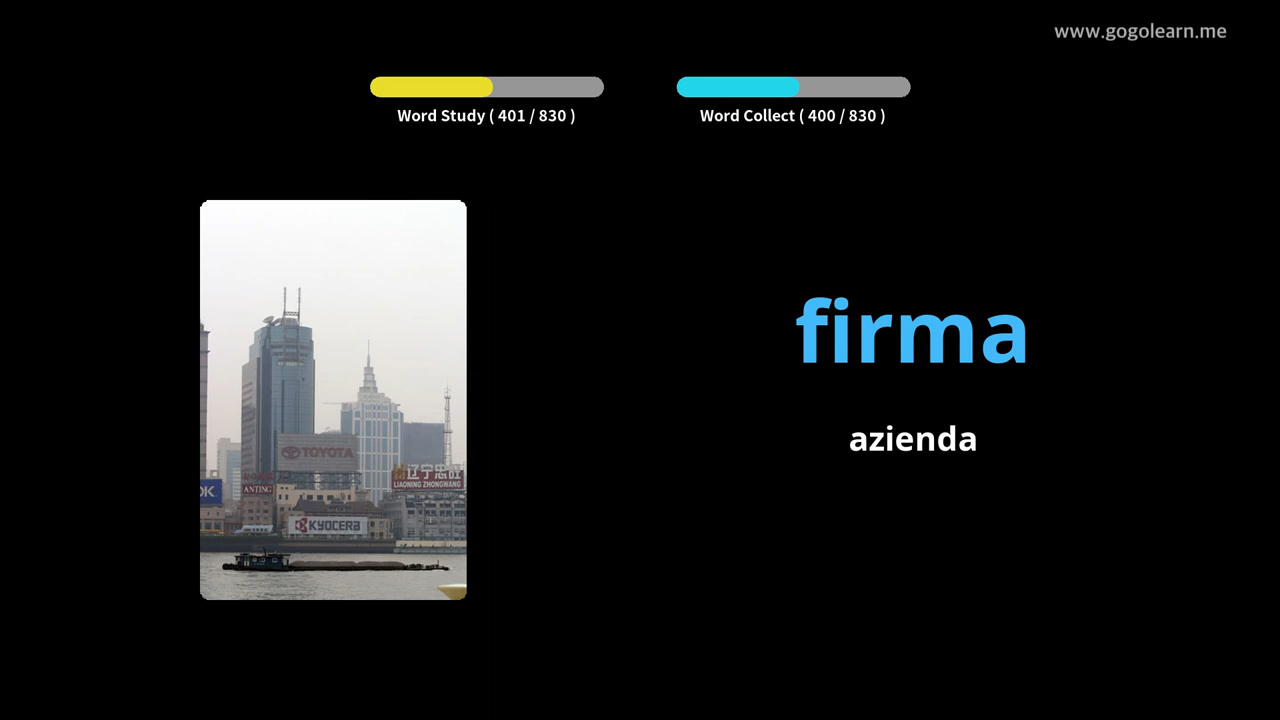 www.gogolearn.me
Word Study ( 401 / 830 )
Word Collect ( 400 / 830 )
firma
azienda
TOYOTA
辽宁忠旺
LIAONING ZHONGWANG
OK
ANTING
KYOCERA